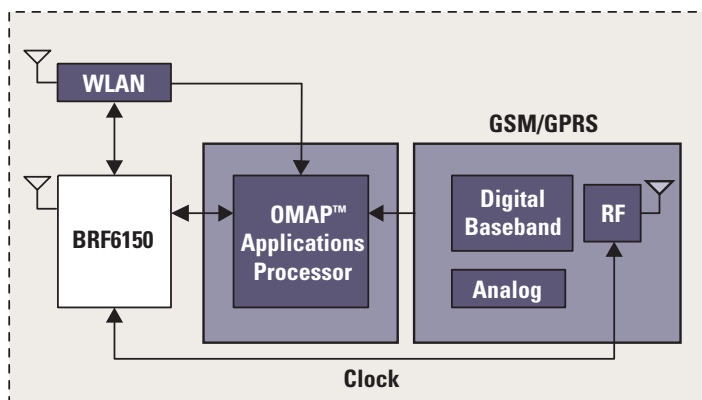 WLAN
GSM/GPRS
BRF6150
OMAP™
Applications
Processor
Digital
Baseband
RF
Analog
Clock